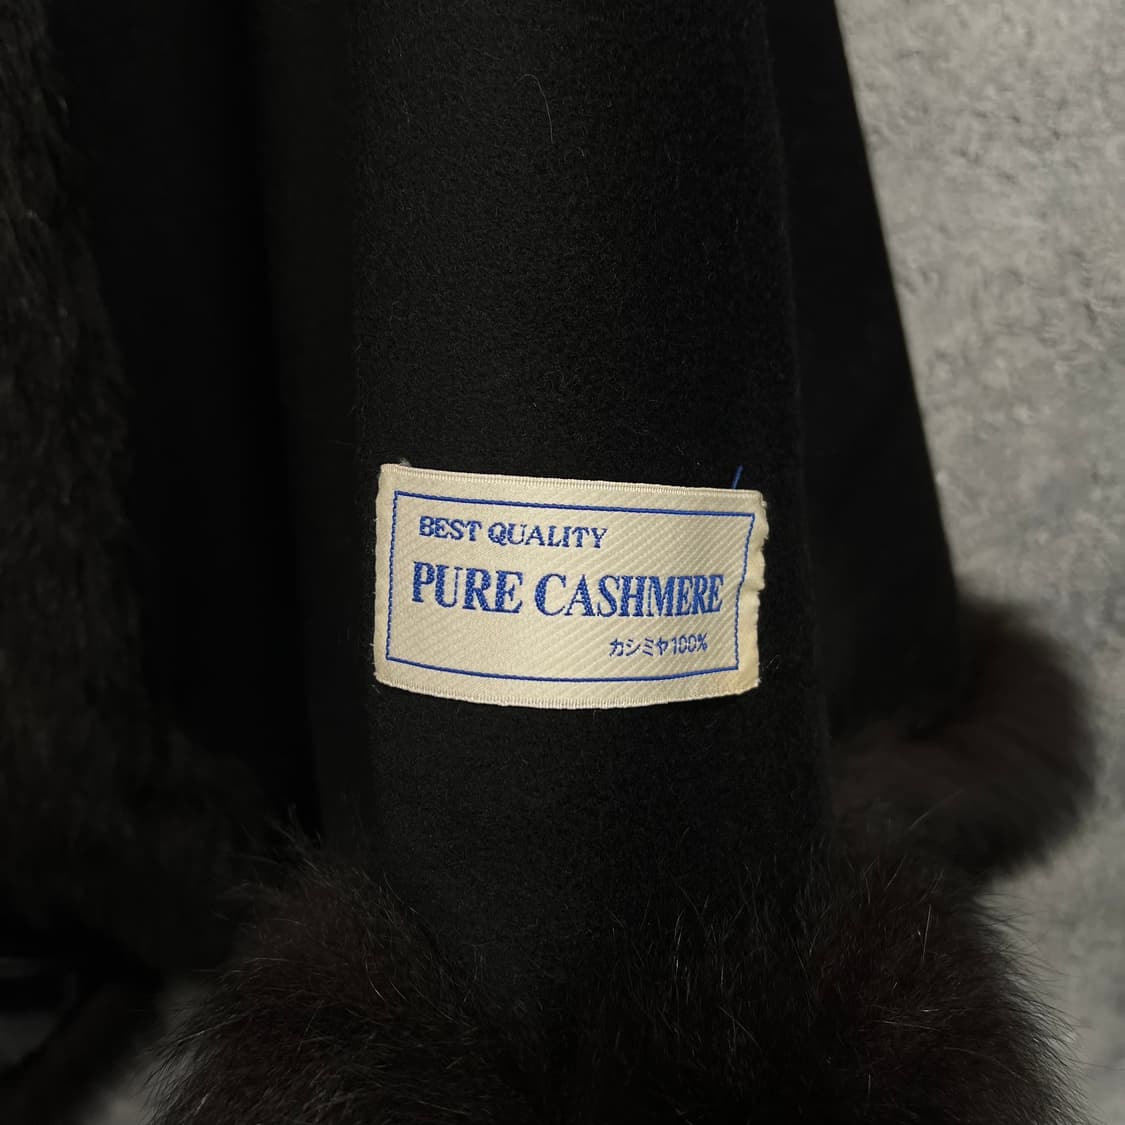 BEST QUALITY
PURE CASHMERE
カシミヤ100%